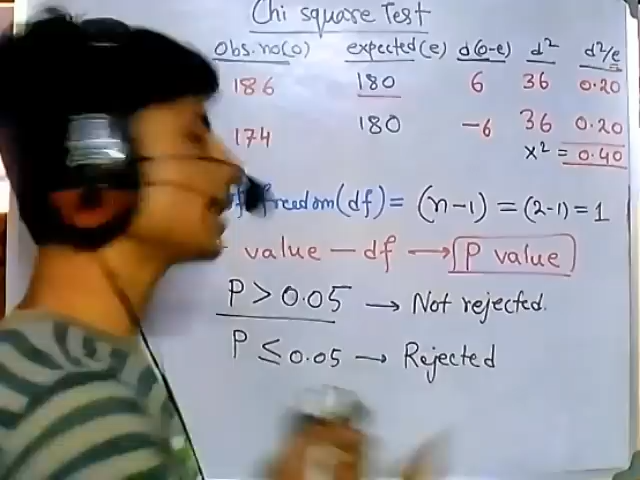 Chi square Test
Obs. no(o) expected(e) d(o-e) d² d²/e
186 180 6 36 0.20
174 180 -6 36 0.20
x² = 0.40
freedom(df) = (n-1) = (2-1) = 1
value — df → P value
P > 0.05 → Not rejected.
P ≤ 0.05 → Rejected